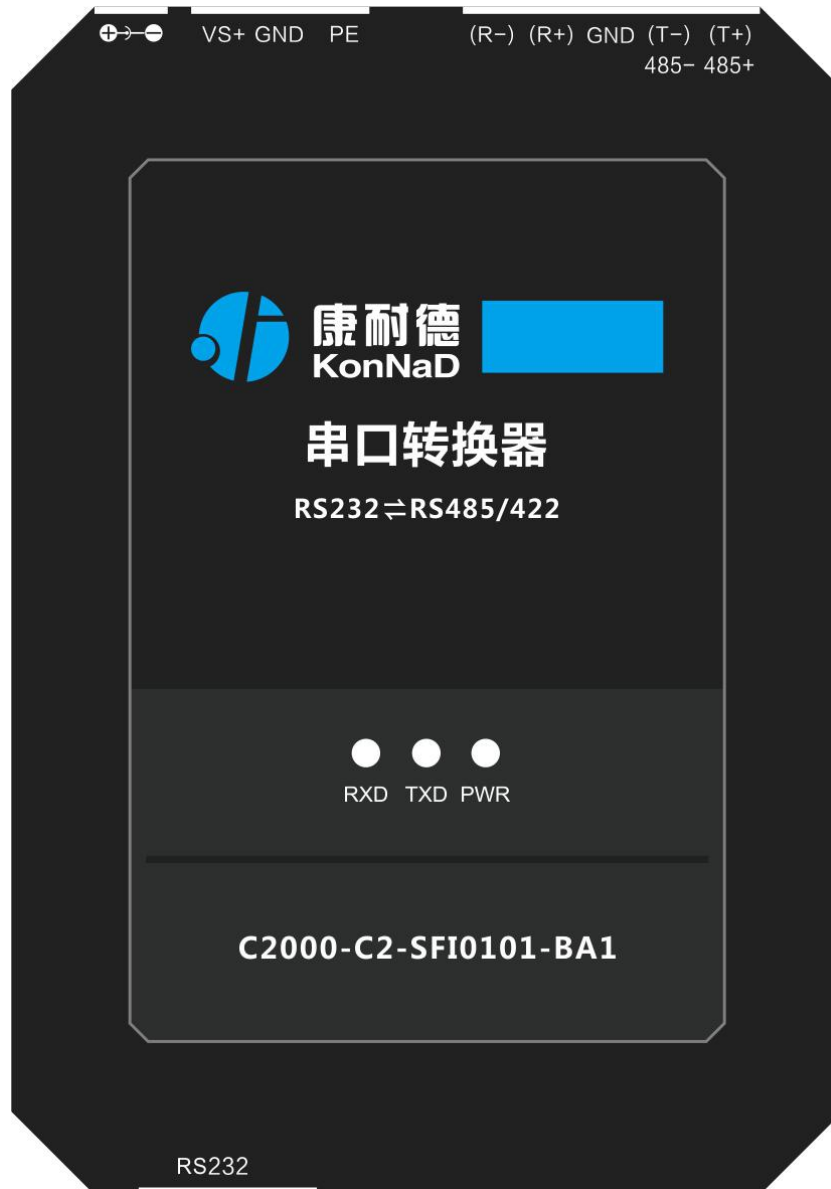 VS+ GND PE (R-) (R+) GND (T-) (T+)
485- 485+
康耐德
KonNaD
串口转换器
RS232⇌RS485/422
RXD TXD PWR
C2000-C2-SFI0101-BA1
RS232